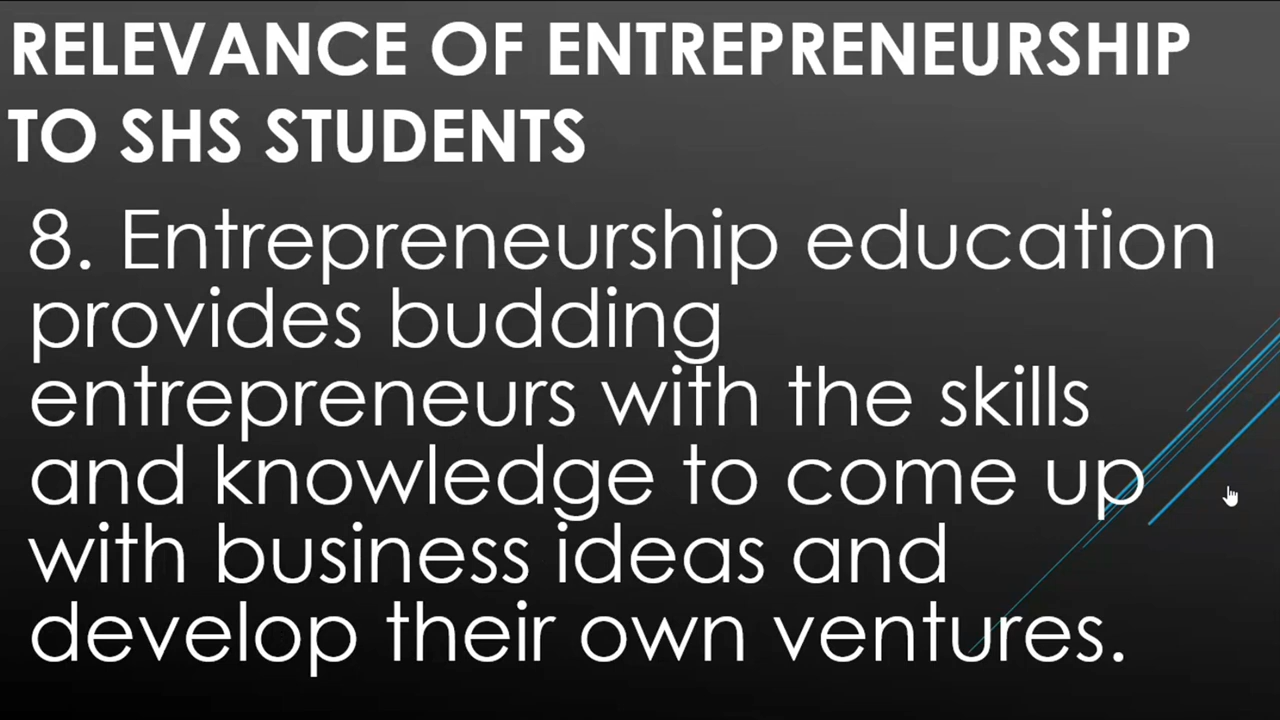 RELEVANCE OF ENTREPRENEURSHIP
TO SHS STUDENTS
8. Entrepreneurship education
provides budding
entrepreneurs with the skills
and knowledge to come up
with business ideas and
develop their own ventures.